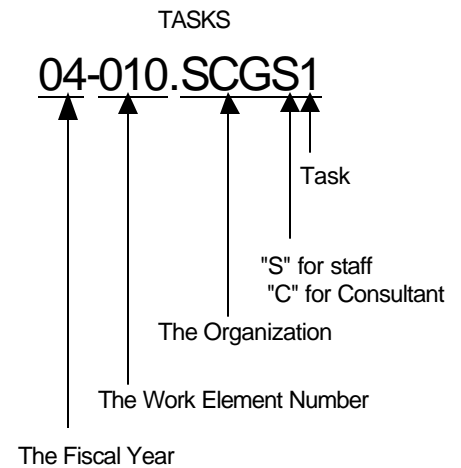 TASKS
04-010.SCGS1
Task
"S" for staff
"C" for Consultant
The Organization
The Work Element Number
The Fiscal Year